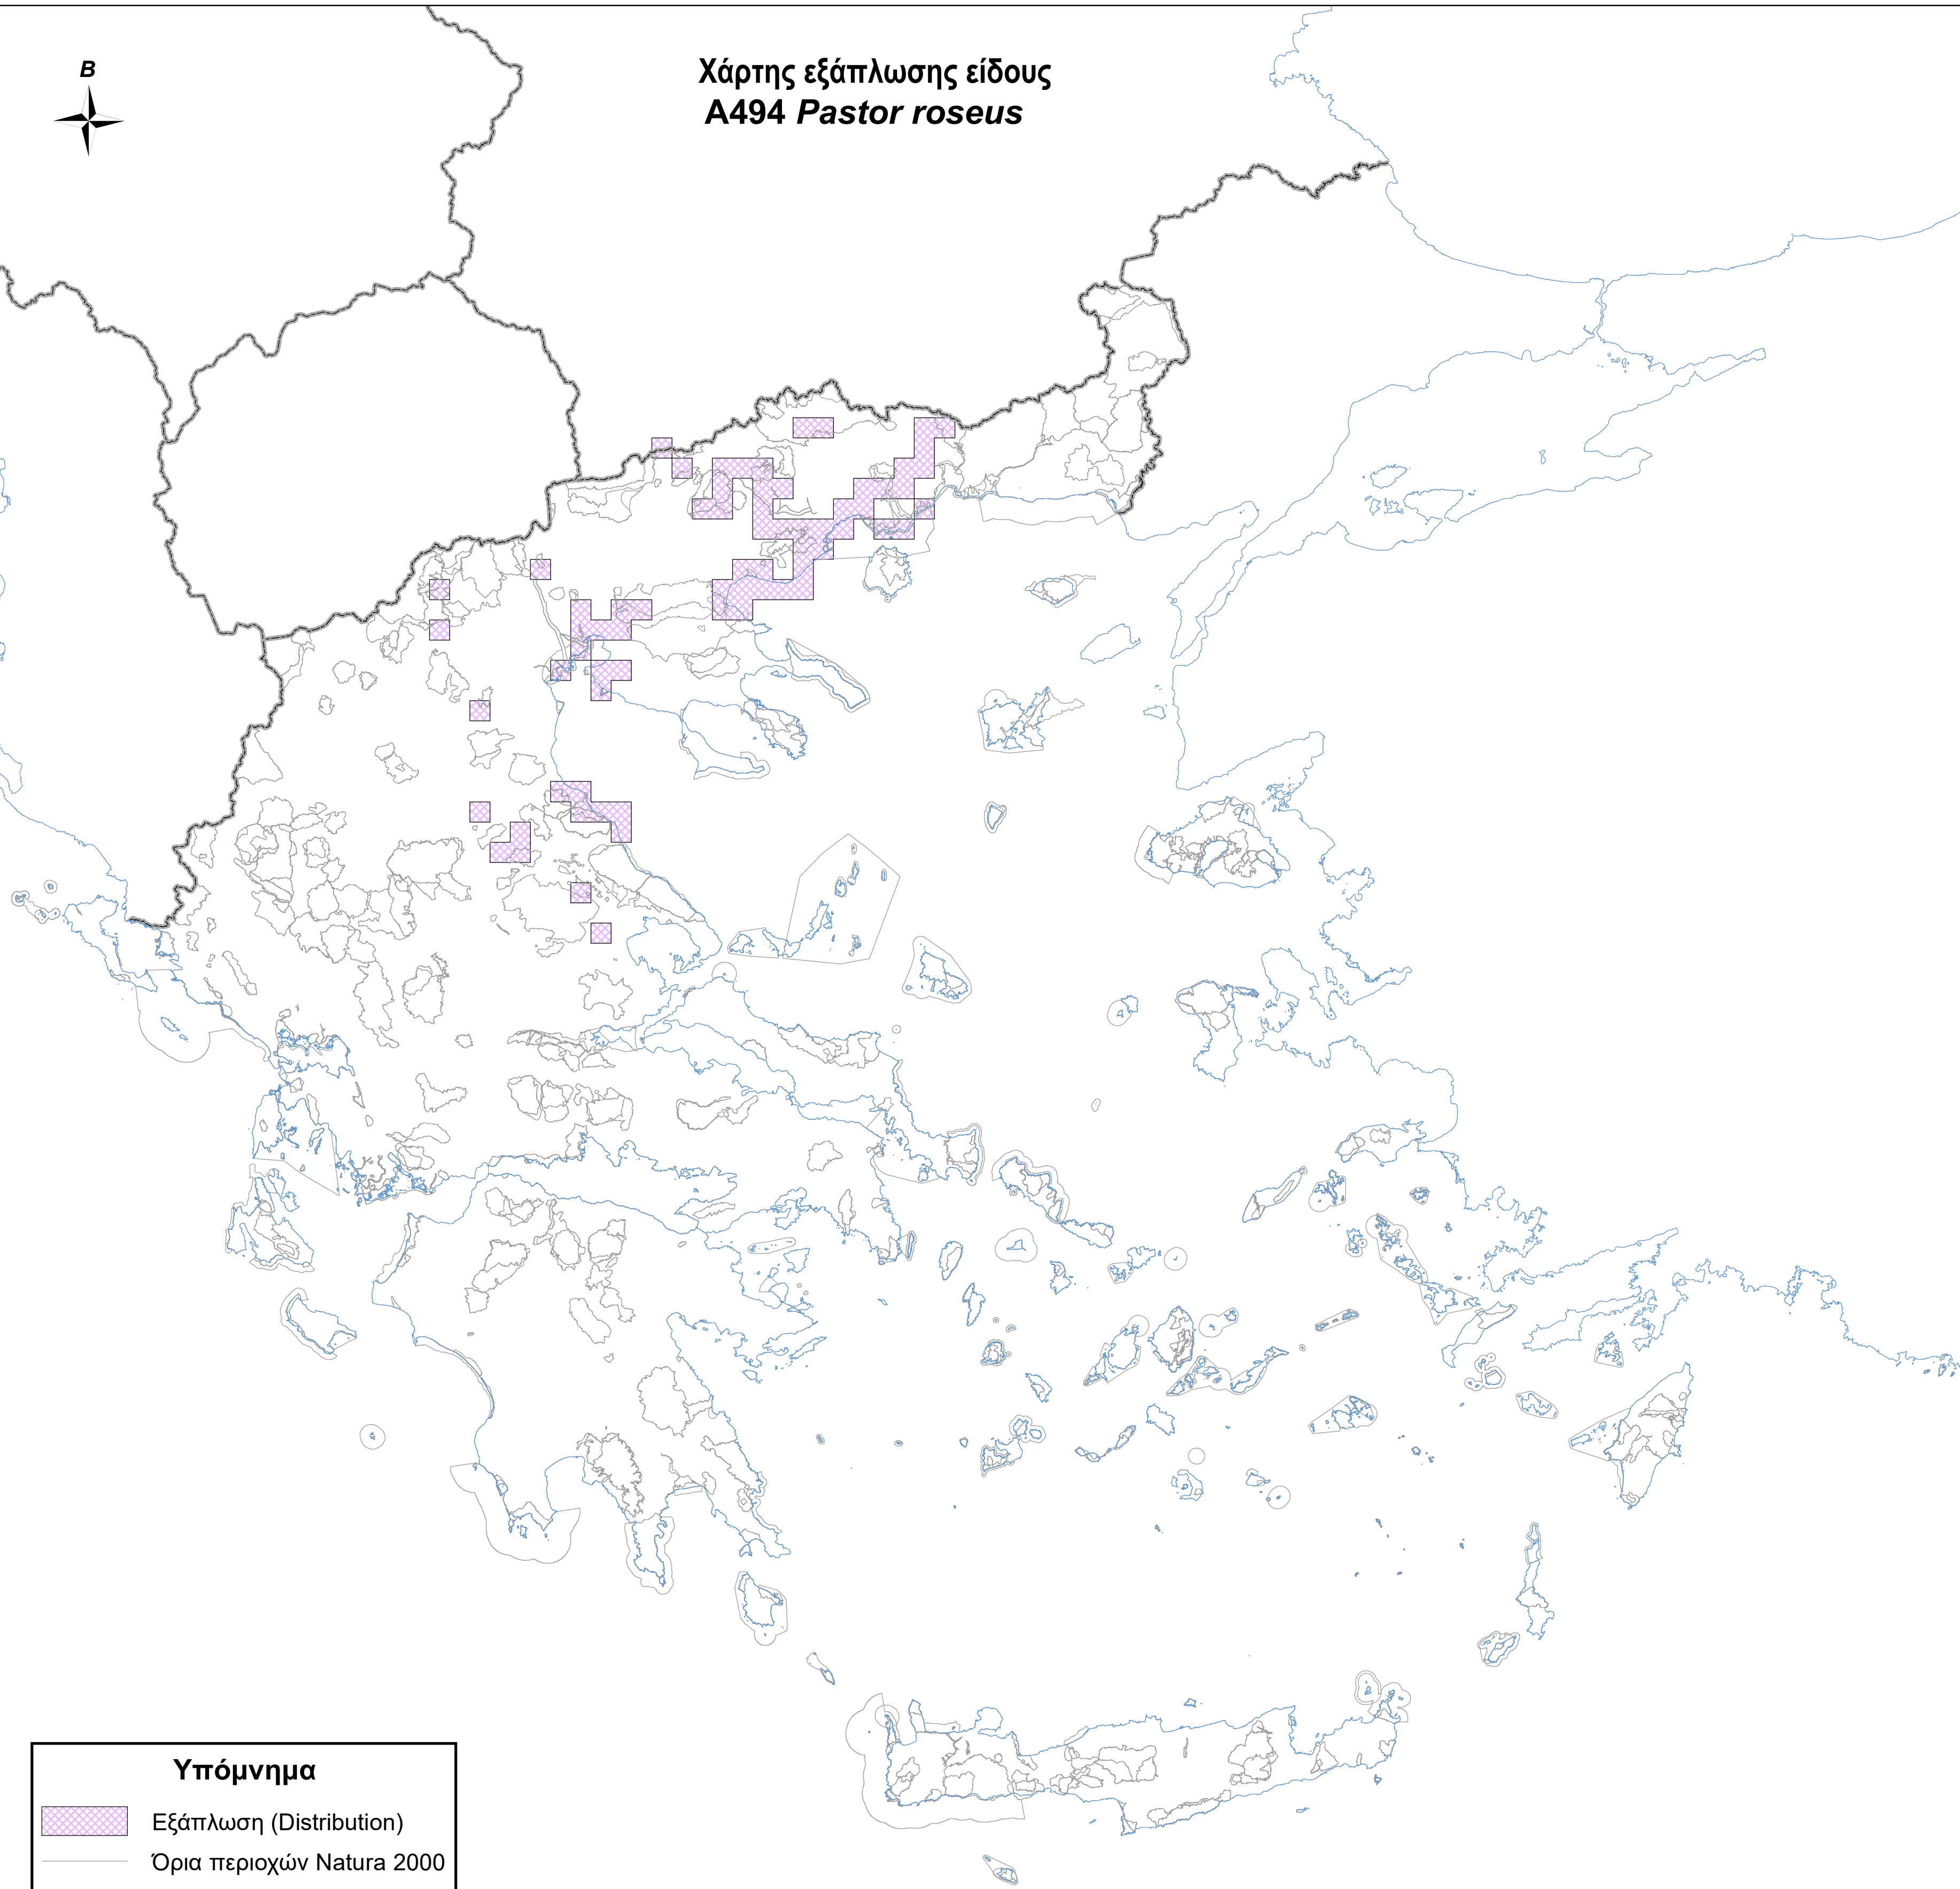 Β
Χάρτης εξάπλωσης είδους
A494 Pastor roseus
Υπόμνημα
Εξάπλωση (Distribution)
Όρια περιοχών Natura 2000